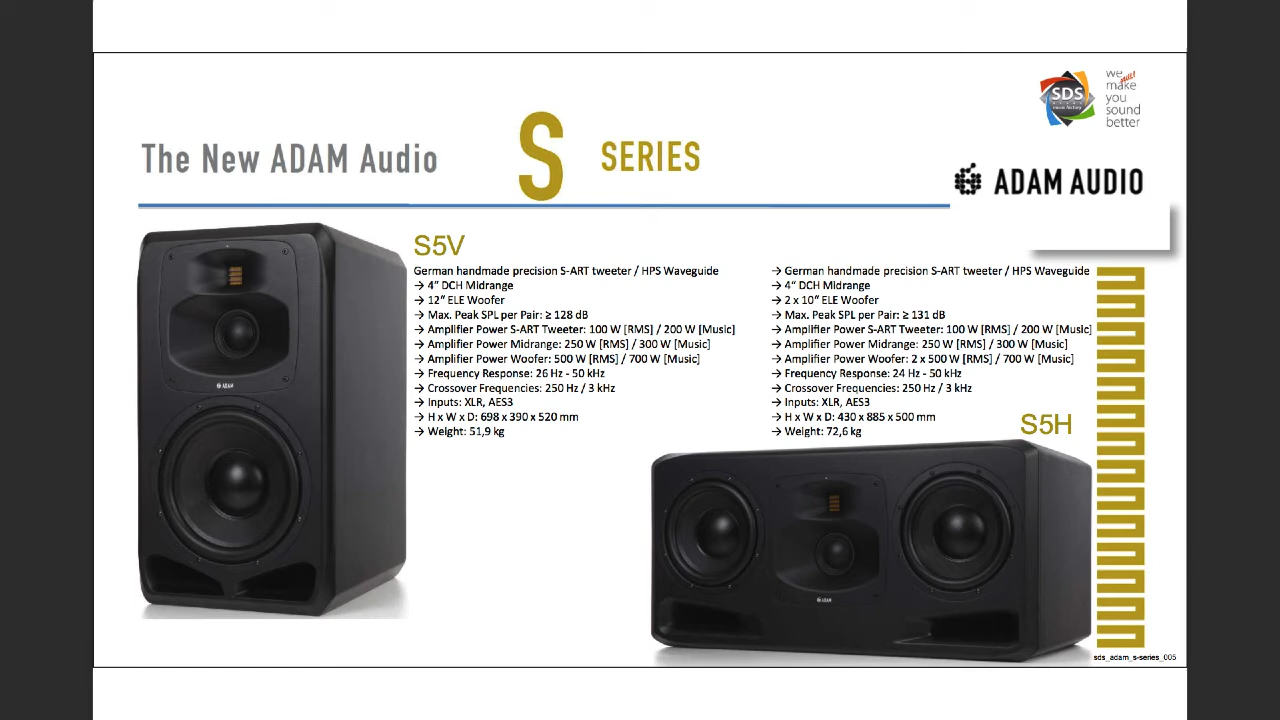 we
full!
make
you
sound
better
SDS
music factory
The New ADAM Audio
S
SERIES
ADAM AUDIO
S5V
German handmade precision S-ART tweeter / HPS Waveguide
→ 4” DCH Midrange
→ 12” ELE Woofer
→ Max. Peak SPL per Pair: ≥ 128 dB
→ Amplifier Power S-ART Tweeter: 100 W [RMS] / 200 W [Music]
→ Amplifier Power Midrange: 250 W [RMS] / 300 W [Music]
→ Amplifier Power Woofer: 500 W [RMS] / 700 W [Music]
→ Frequency Response: 26 Hz - 50 kHz
→ Crossover Frequencies: 250 Hz / 3 kHz
→ Inputs: XLR, AES3
→ H x W x D: 698 x 390 x 520 mm
→ Weight: 51,9 kg
→ German handmade precision S-ART tweeter / HPS Waveguide
→ 4“ DCH Midrange
→ 2 x 10“ ELE Woofer
→ Max. Peak SPL per Pair: ≥ 131 dB
→ Amplifier Power S-ART Tweeter: 100 W [RMS] / 200 W [Music]
→ Amplifier Power Midrange: 250 W [RMS] / 300 W [Music]
→ Amplifier Power Woofer: 2 x 500 W [RMS] / 700 W [Music]
→ Frequency Response: 24 Hz - 50 kHz
→ Crossover Frequencies: 250 Hz / 3 kHz
→ Inputs: XLR, AES3
→ H x W x D: 430 x 885 x 500 mm
→ Weight: 72,6 kg
S5H
ADAM
ADAM
sds_adam_s-series_005